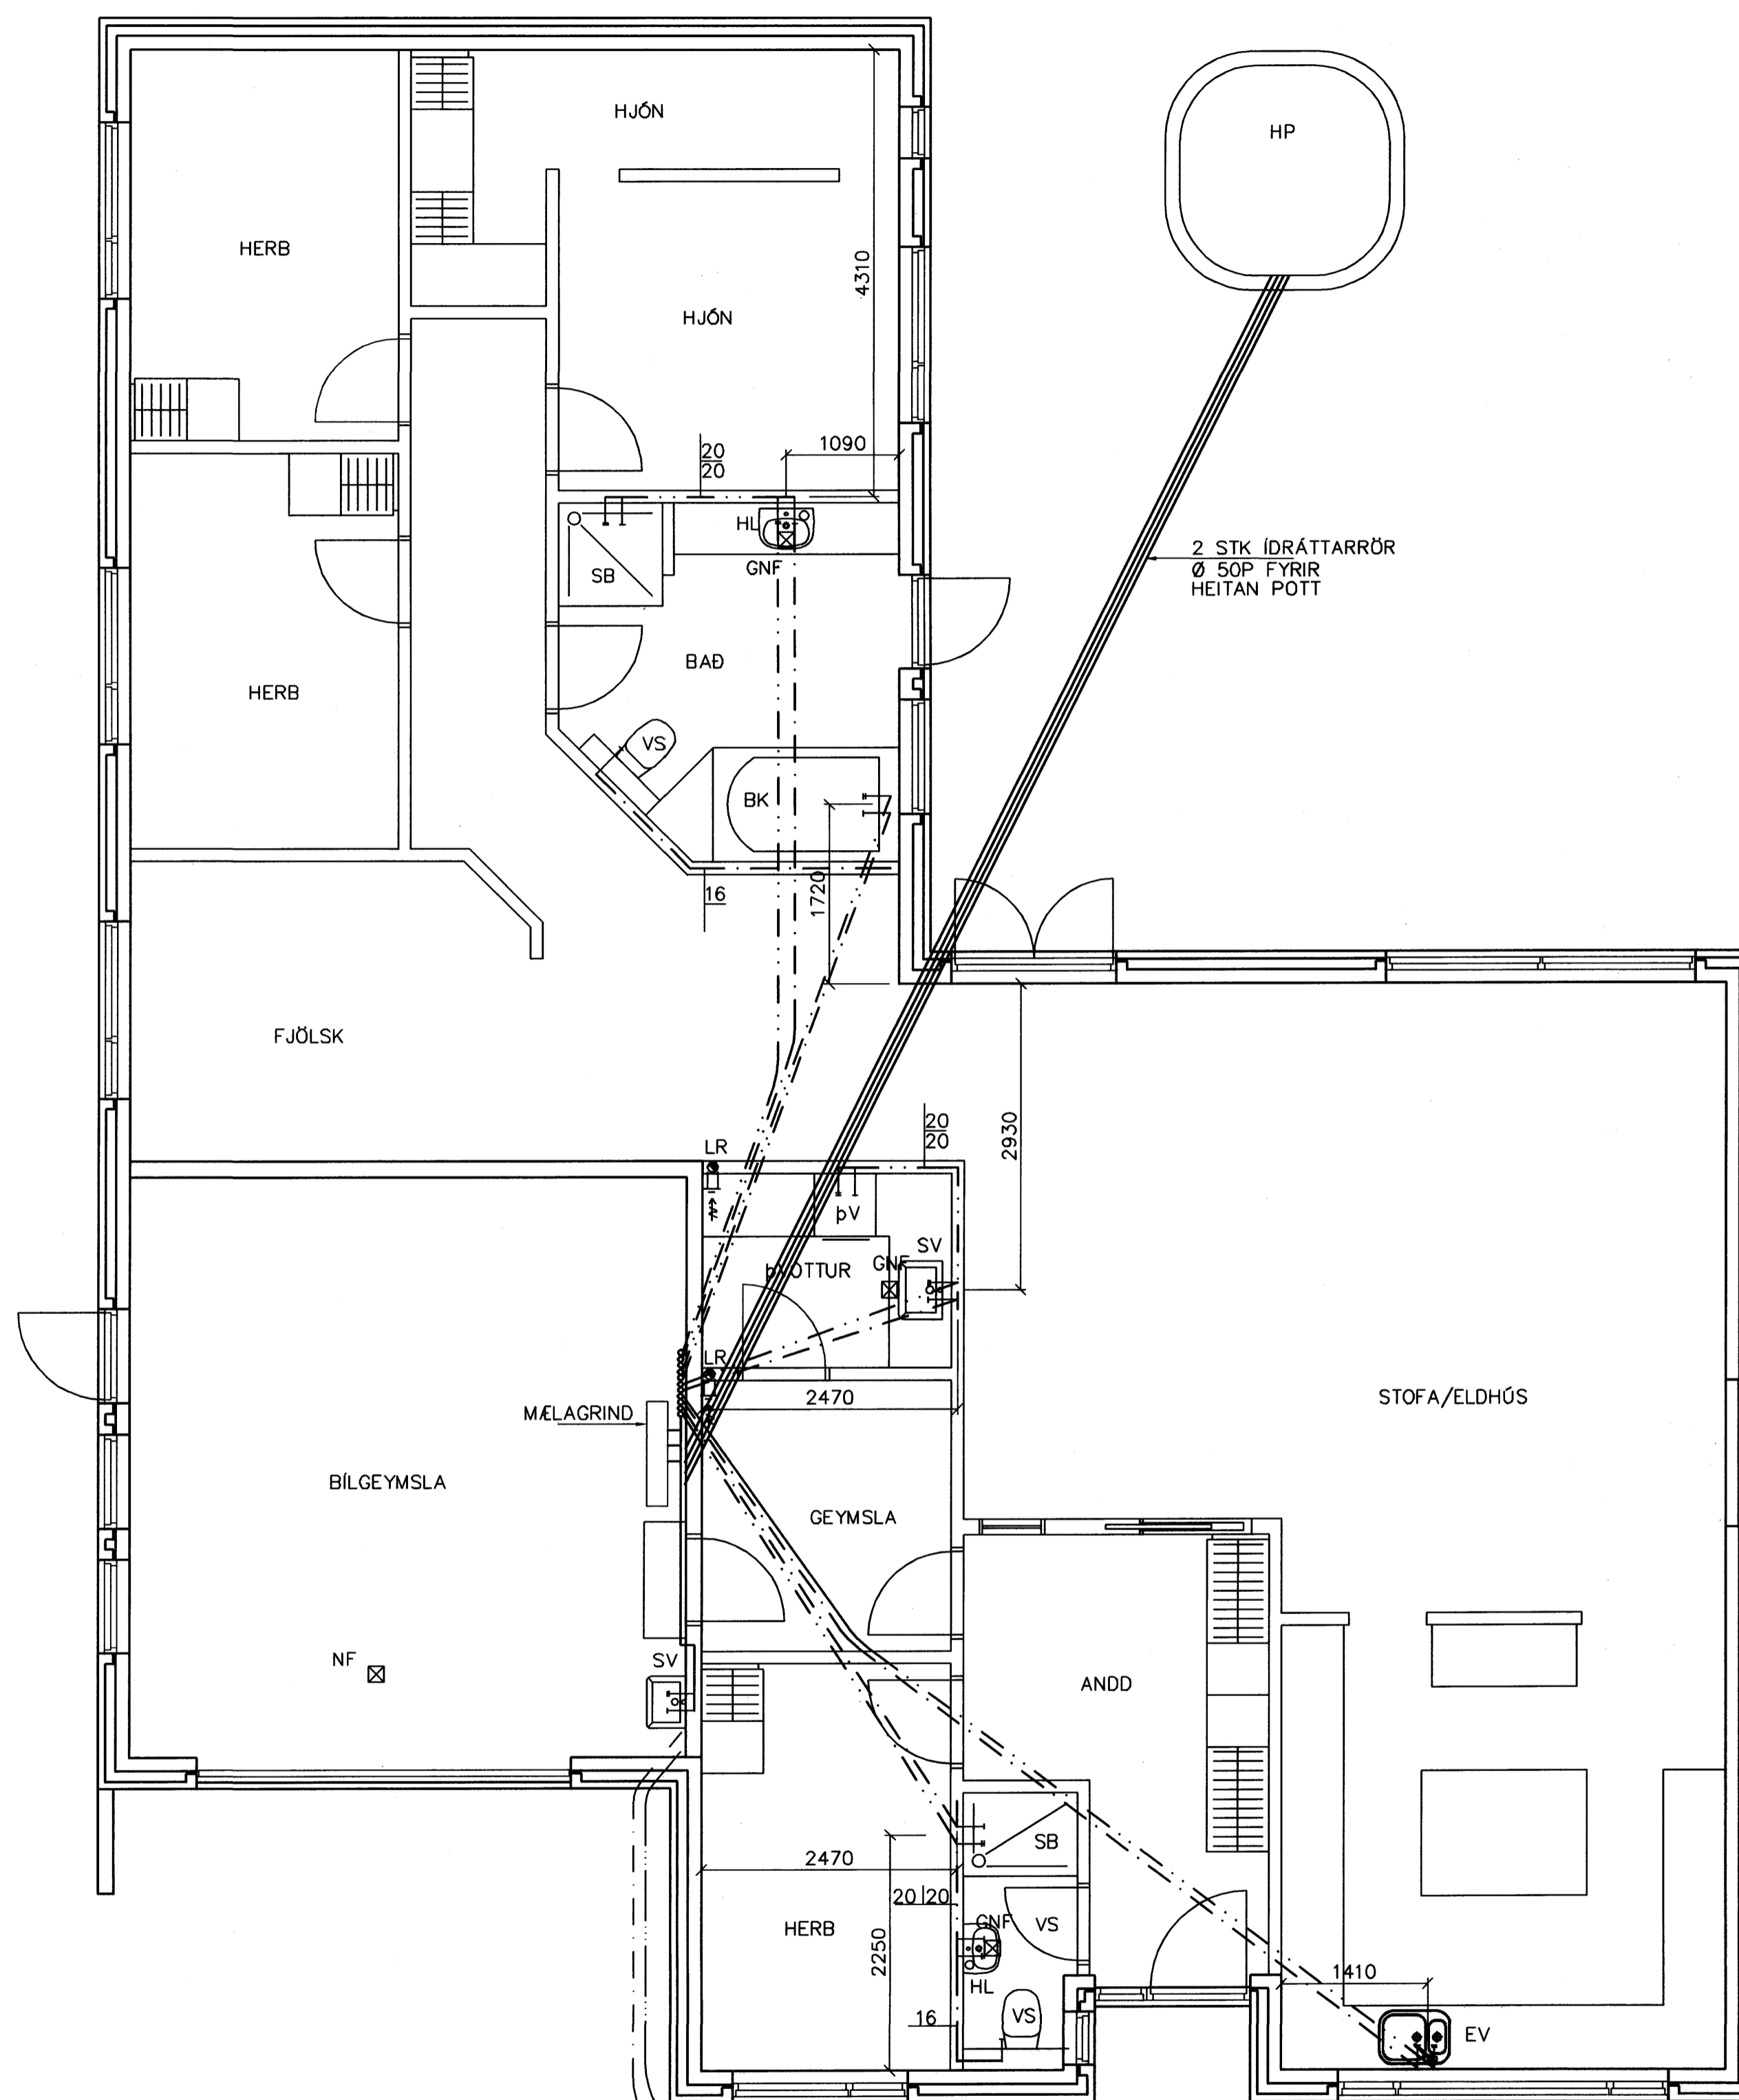 HJÓN
HP
HERB
4310
HJÓN
20
20
1090
HL
GNF
SB
2 STK ÍDRÁTTARRÖR
Ø 50P FYRIR
HEITAN POTT
BAÐ
HERB
VS
BK
16
1720
FJÖLSK
20
20
2930
LR
ÞV
SV
GNF
ÞVOTTUR
LR
2470
MÆLAGRIND
STOFA/ELDHÚS
BÍLGEYMSLA
GEYMSLA
NF
SV
ANDD
SB
2470
20 20
GNF
VS
HERB
2250
HL
1410
16
VS
EV